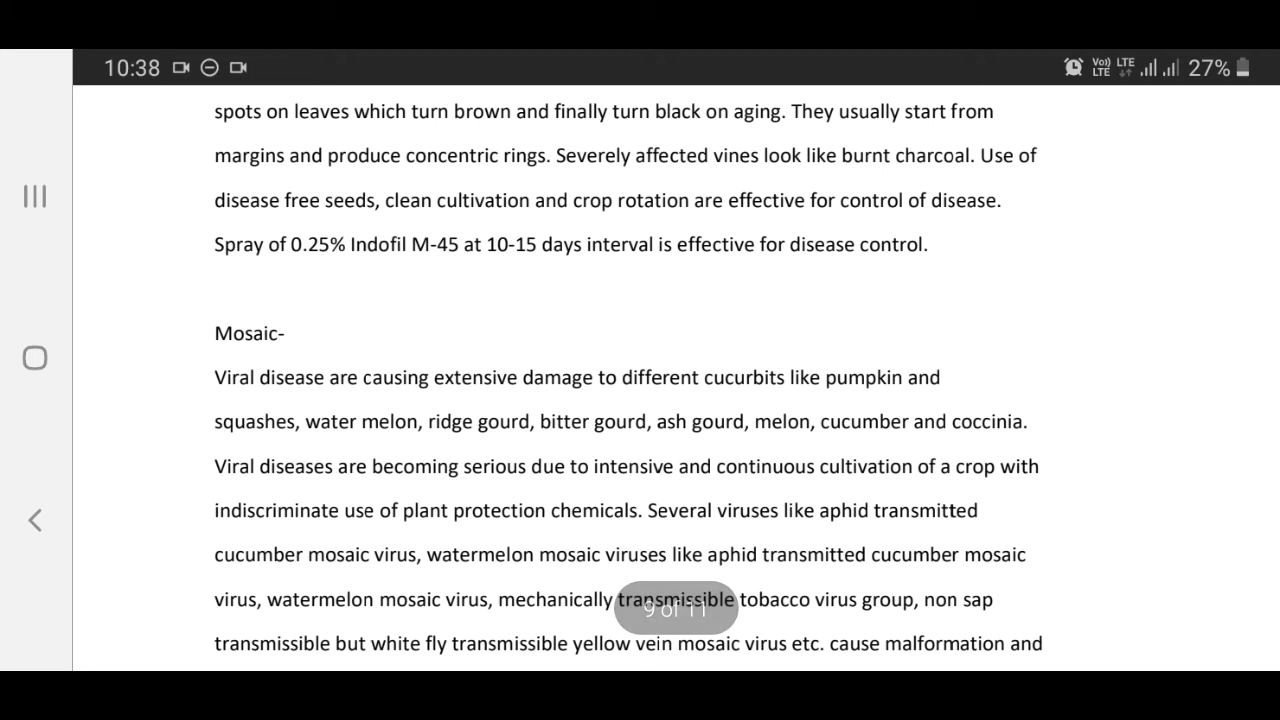 10:38 Vo)) LTE LTE 27%
spots on leaves which turn brown and finally turn black on aging. They usually start from
margins and produce concentric rings. Severely affected vines look like burnt charcoal. Use of
disease free seeds, clean cultivation and crop rotation are effective for control of disease.
Spray of 0.25% Indofil M-45 at 10-15 days interval is effective for disease control.
Mosaic-
Viral disease are causing extensive damage to different cucurbits like pumpkin and
squashes, water melon, ridge gourd, bitter gourd, ash gourd, melon, cucumber and coccinia.
Viral diseases are becoming serious due to intensive and continuous cultivation of a crop with
indiscriminate use of plant protection chemicals. Several viruses like aphid transmitted
cucumber mosaic virus, watermelon mosaic viruses like aphid transmitted cucumber mosaic
virus, watermelon mosaic virus, mechanically transmissible tobacco virus group, non sap
9 of 11
transmissible but white fly transmissible yellow vein mosaic virus etc. cause malformation and